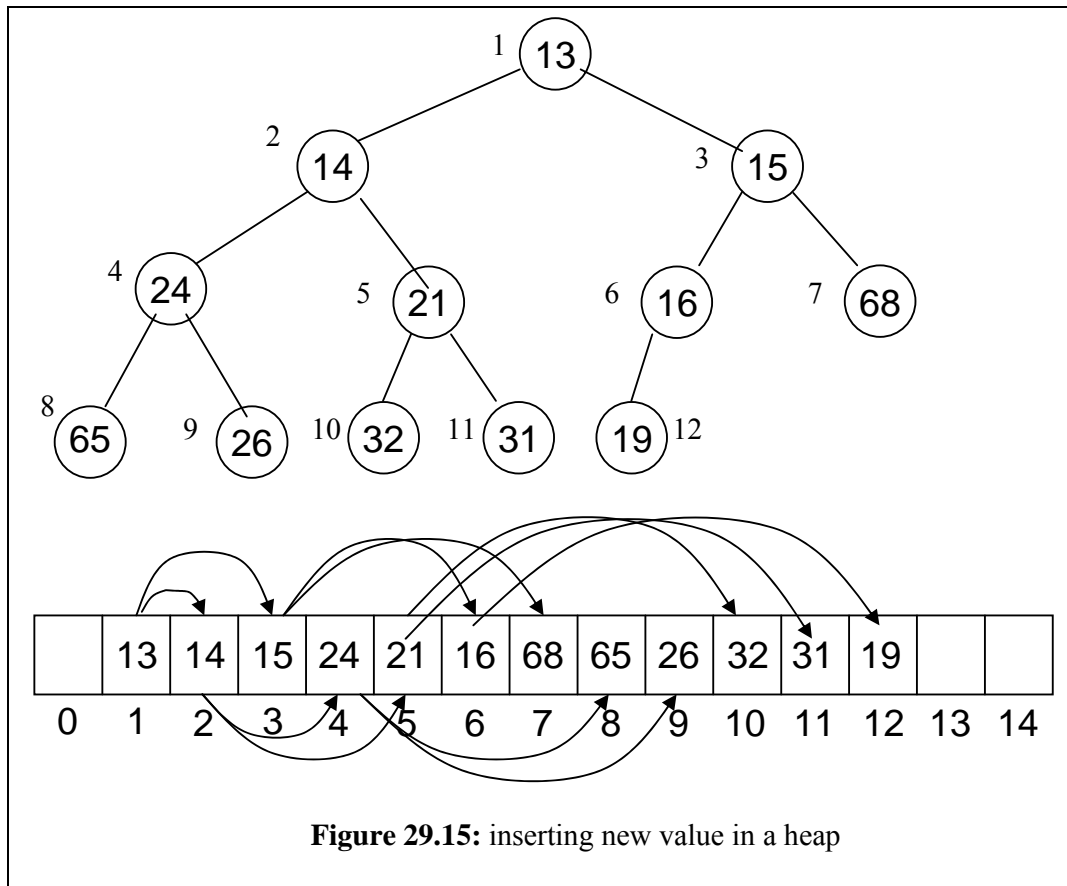 1 13
2 14 3 15
4 24 5 21 6 16 7 68
8 65 9 26 10 32 11 31 19 12
13 14 15 24 21 16 68 65 26 32 31 19
0 1 2 3 4 5 6 7 8 9 10 11 12 13 14
Figure 29.15: inserting new value in a heap